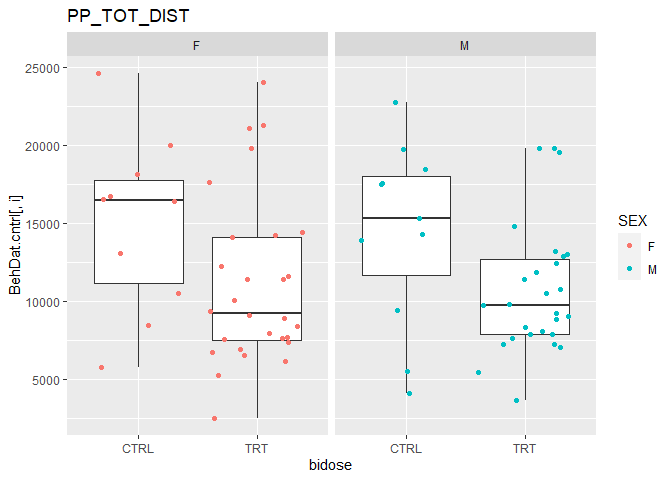 PP_TOT_DIST
F
M
25000
20000
15000
10000
5000
BehDat.cntrl[, i]
CTRL
TRT
CTRL
TRT
bidose
SEX
F
M